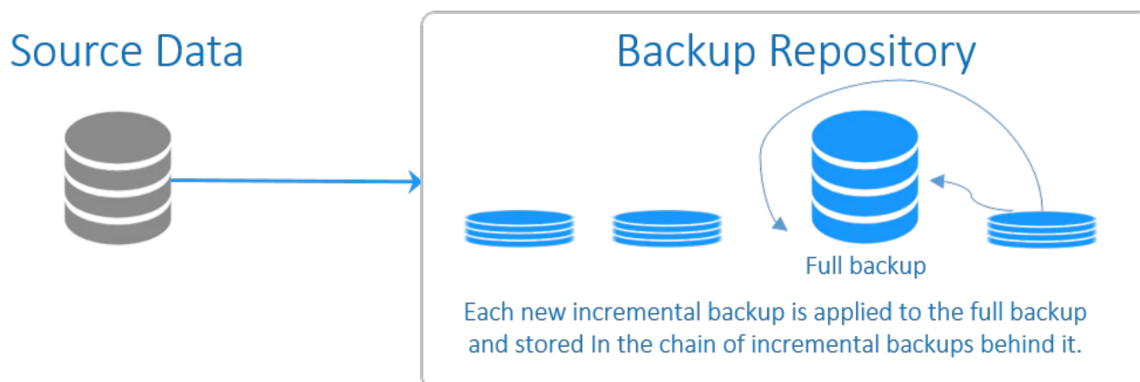 Source Data
Backup Repository
Full backup
Each new incremental backup is applied to the full backup
and stored In the chain of incremental backups behind it.